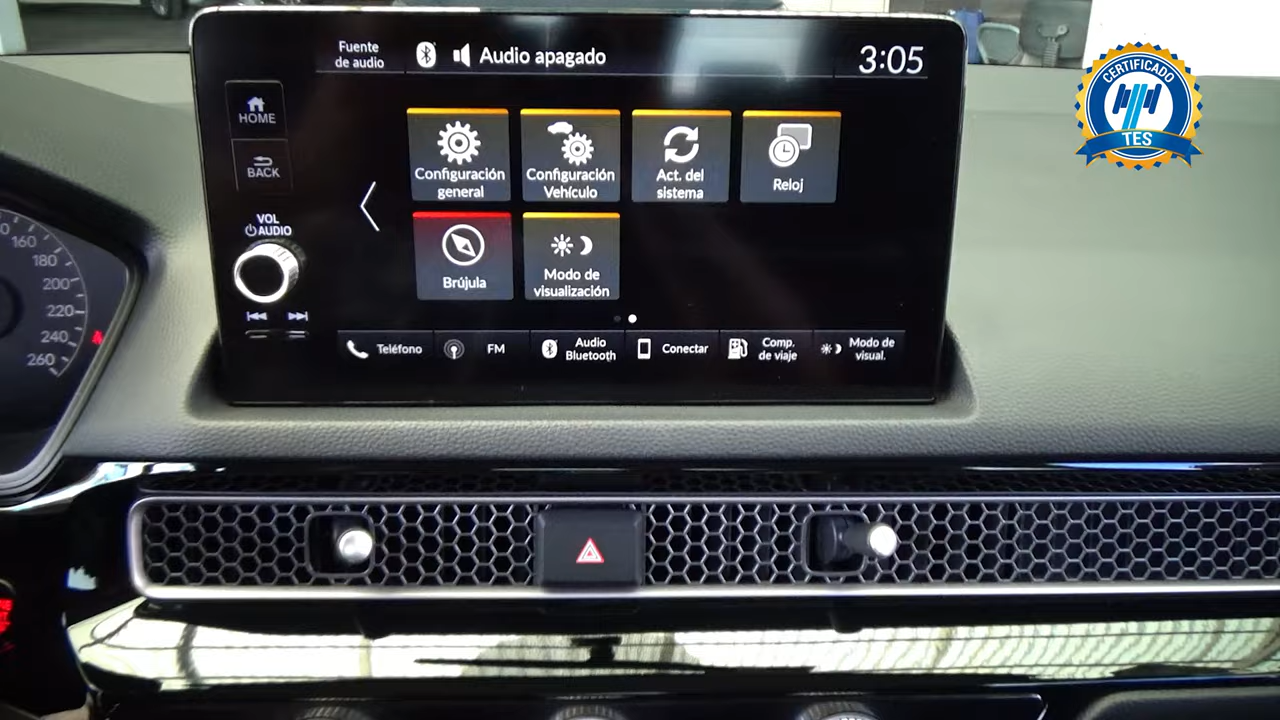 Fuente
de audio
Audio apagado
3:05
HOME
BACK
VOL
AUDIO
Configuración
general
Configuración
Vehículo
Act. del
sistema
Reloj
Brújula
Modo de
visualización
Teléfono
FM
Audio
Bluetooth
Conectar
Comp.
de viaje
Modo de
visual.
160
180
200
220
240
260
CERTIFICADO
TES